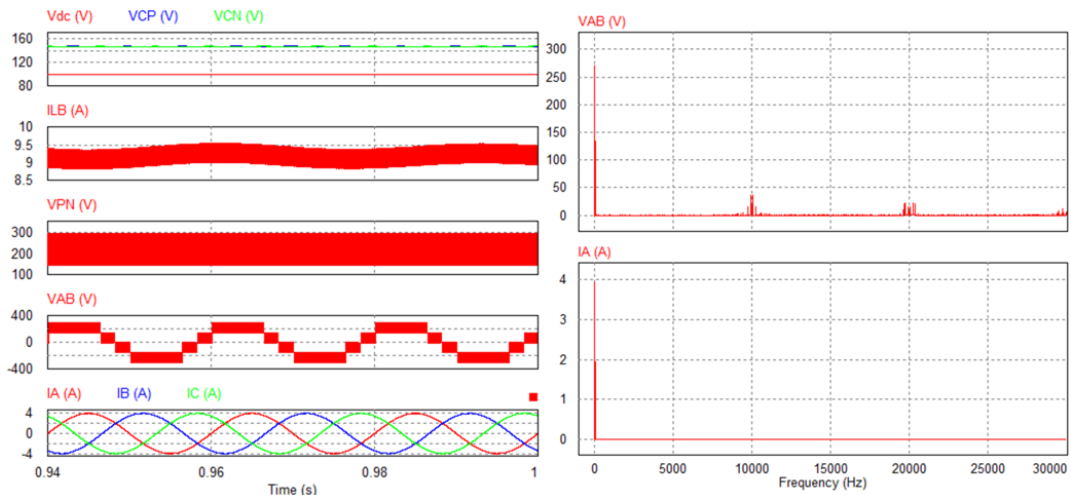 Vdc (V) VCP (V) VCN (V)
160
120
80
ILB (A)
10
9.5
9
8.5
VPN (V)
300
200
100
VAB (V)
400
0
-400
IA (A) IB (A) IC (A)
4
0
-4
0.94 0.96 0.98 1
Time (s)
VAB (V)
300
250
200
150
100
50
0
IA (A)
4
3
2
1
0
0 5000 10000 15000 20000 25000 30000
Frequency (Hz)